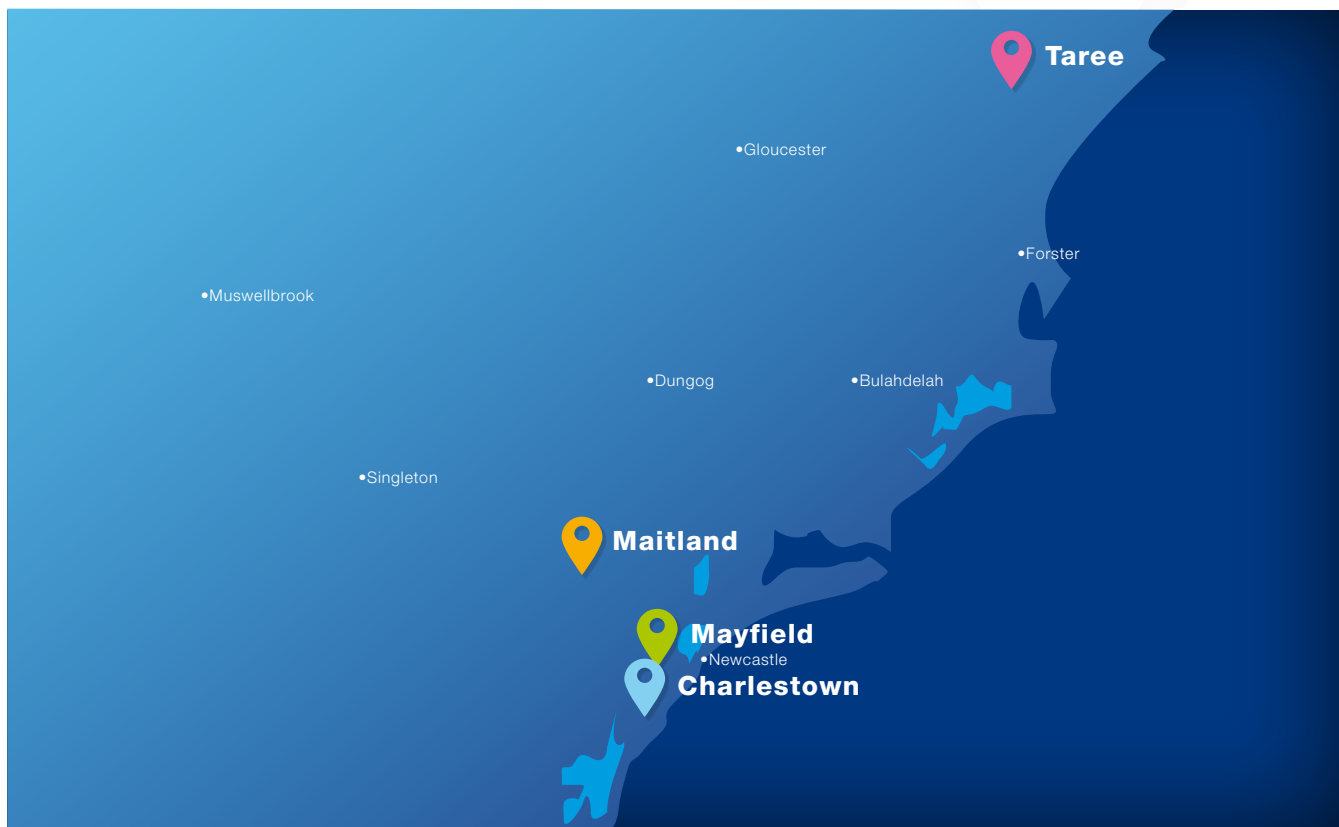 Taree
•Gloucester
•Forster
•Muswellbrook
•Dungog
•Bulahdelah
•Singleton
Maitland
Mayfield
•Newcastle
Charlestown